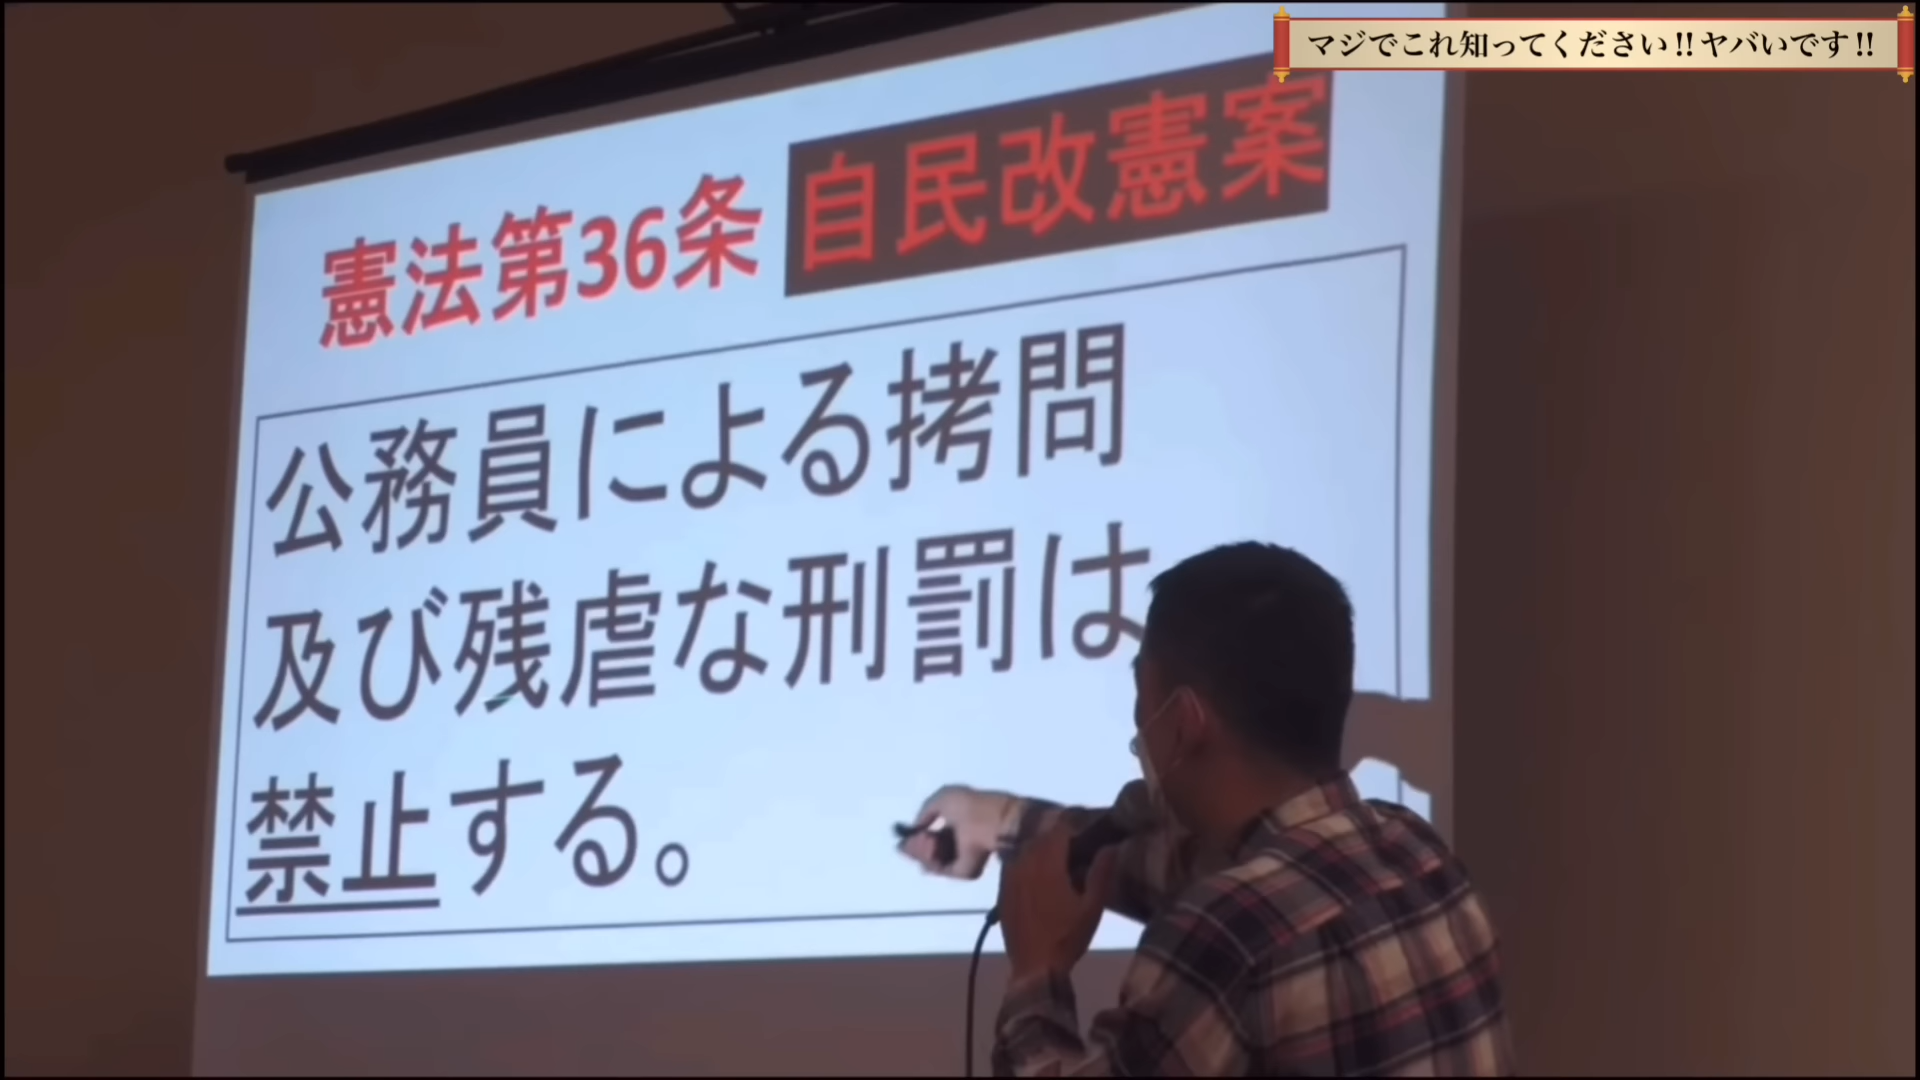 マジでこれ知ってください!!ヤバいです!!
憲法第36条 自民改憲案
公務員による拷問
及び残虐な刑罰は
禁止する。